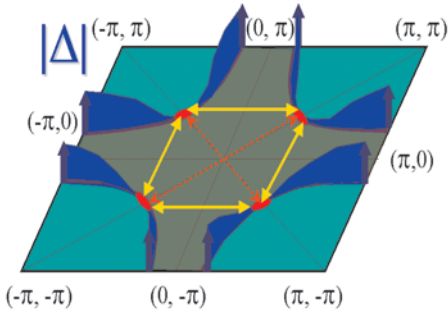 (-π, π)
(0, π)
(π, π)
|Δ|
(-π,0)
(π,0)
(-π, -π)
(0, -π)
(π, -π)